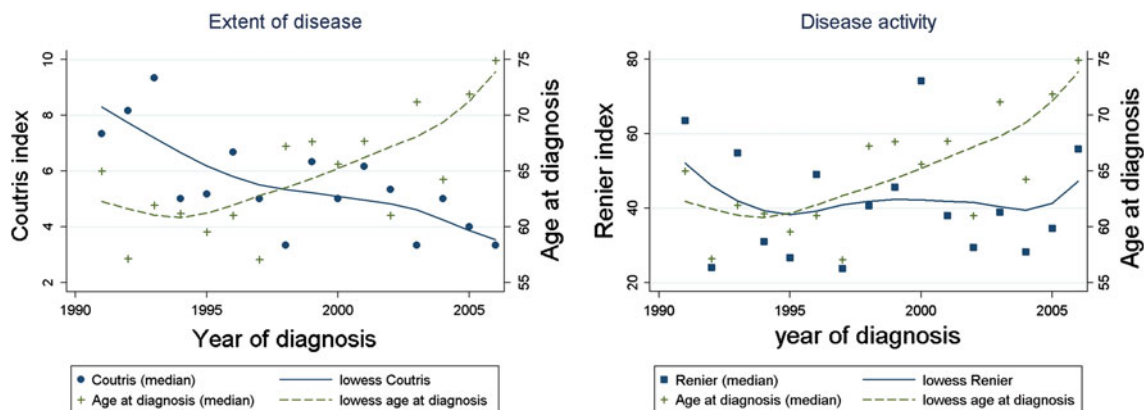 Extent of disease
10
8
6
4
2
75
70
65
60
55
Coutris index
Age at diagnosis
1990 1995 2000 2005
Year of diagnosis
Coutris (median) lowess Coutris
Age at diagnosis (median) lowess age at diagnosis
Disease activity
80
60
40
20
75
70
65
60
55
Renier index
Age at diagnosis
1990 1995 2000 2005
year of diagnosis
Renier (median) lowess Renier
Age at diagnosis (median) lowess age at diagnosis